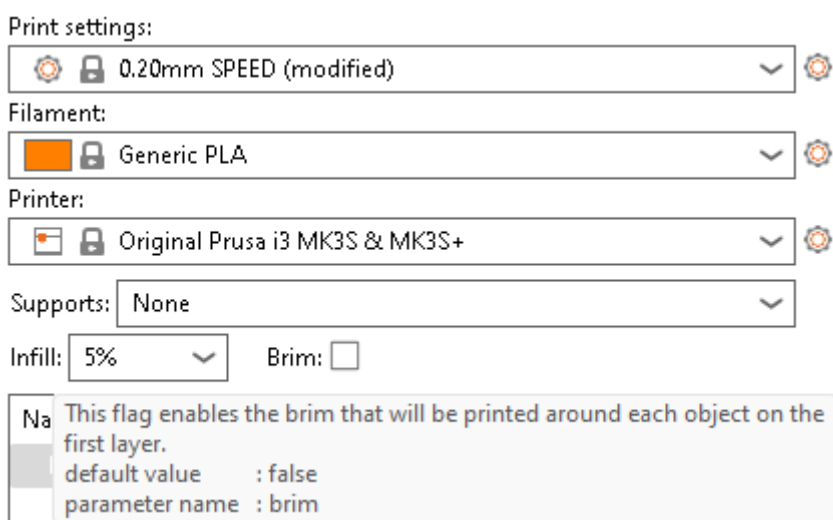 Print settings:
0.20mm SPEED (modified)
Filament:
Generic PLA
Printer:
Original Prusa i3 MK3S & MK3S+
Supports: None
Infill: 5% Brim:
Na
This flag enables the brim that will be printed around each object on the
first layer.
default value : false
parameter name : brim